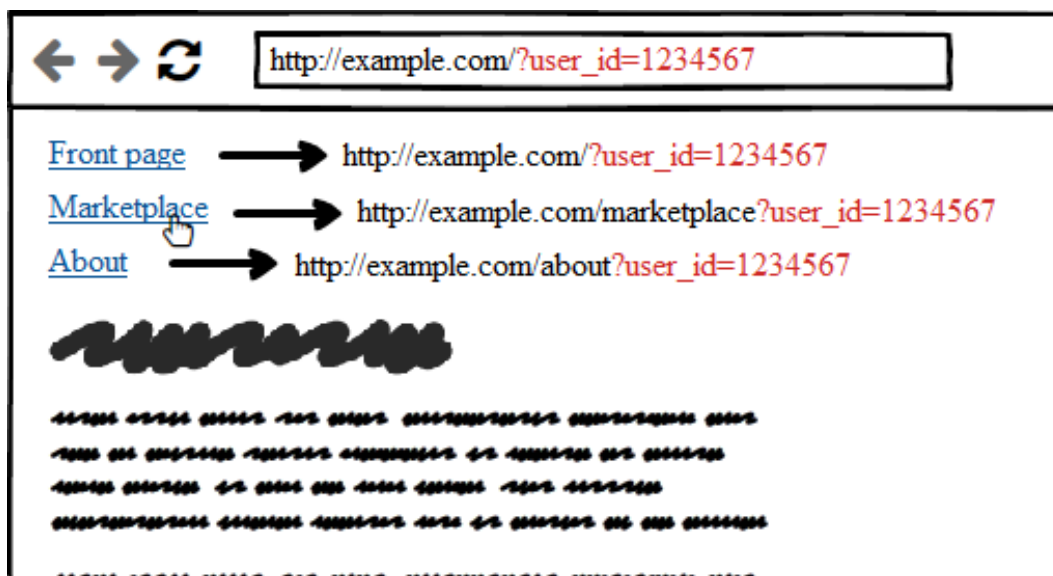 http://example.com/?user_id=1234567
Front page http://example.com/?user_id=1234567
Marketplace http://example.com/marketplace?user_id=1234567
About http://example.com/about?user_id=1234567